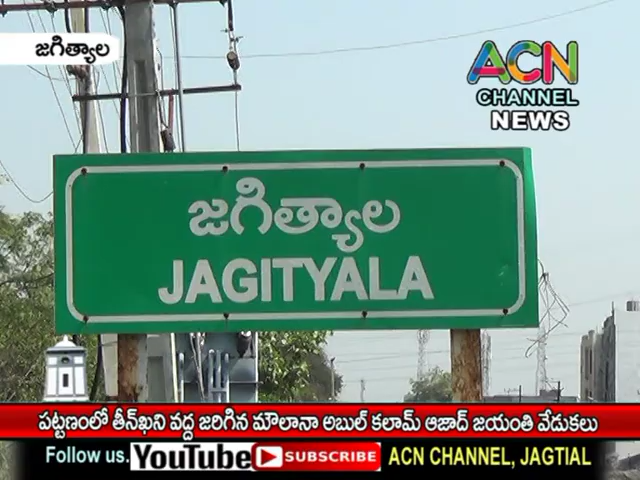 జగిత్యాల
ACN
CHANNEL
NEWS
జగిత్యాల
JAGITYALA
పట్టణంలో తీన్‌ఖని వద్ద జరిగిన మౌలానా అబుల్ కలామ్ ఆజాద్ జయంతి వేడుకలు
Follow us. YouTube SUBSCRIBE ACN CHANNEL, JAGTIAL